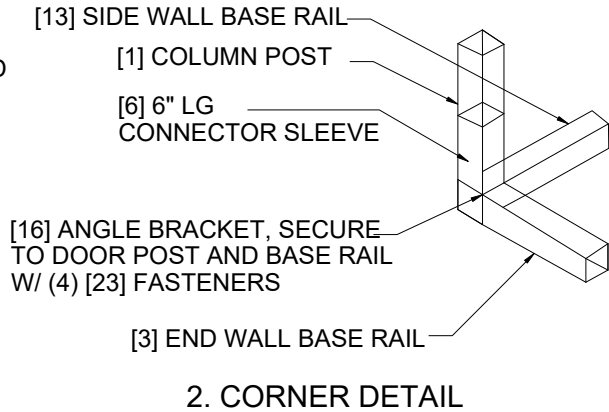 [13] SIDE WALL BASE RAIL
[1] COLUMN POST
[6] 6" LG
CONNECTOR SLEEVE
[16] ANGLE BRACKET, SECURE
TO DOOR POST AND BASE RAIL
W/ (4) [23] FASTENERS
[3] END WALL BASE RAIL
2. CORNER DETAIL